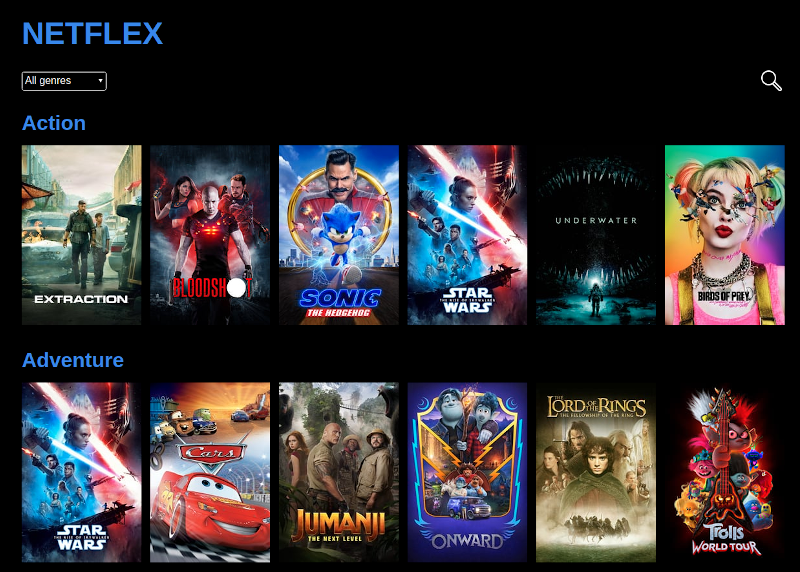 NETFLEX
All genres
Action
EXTRACTION
BLOODSH T
SONIC
THE HEDGEHOG
STAR
THE RISE OF SKYWALKER
WARS
UNDERWATER
BIRDS OF PREY
Adventure
STAR
THE RISE OF SKYWALKER
WARS
Cars
JUMANJI
THE NEXT LEVEL
ONWARD
THE
LORD OF THE RINGS
THE FELLOWSHIP OF THE RING
Trolls
WORLD TOUR